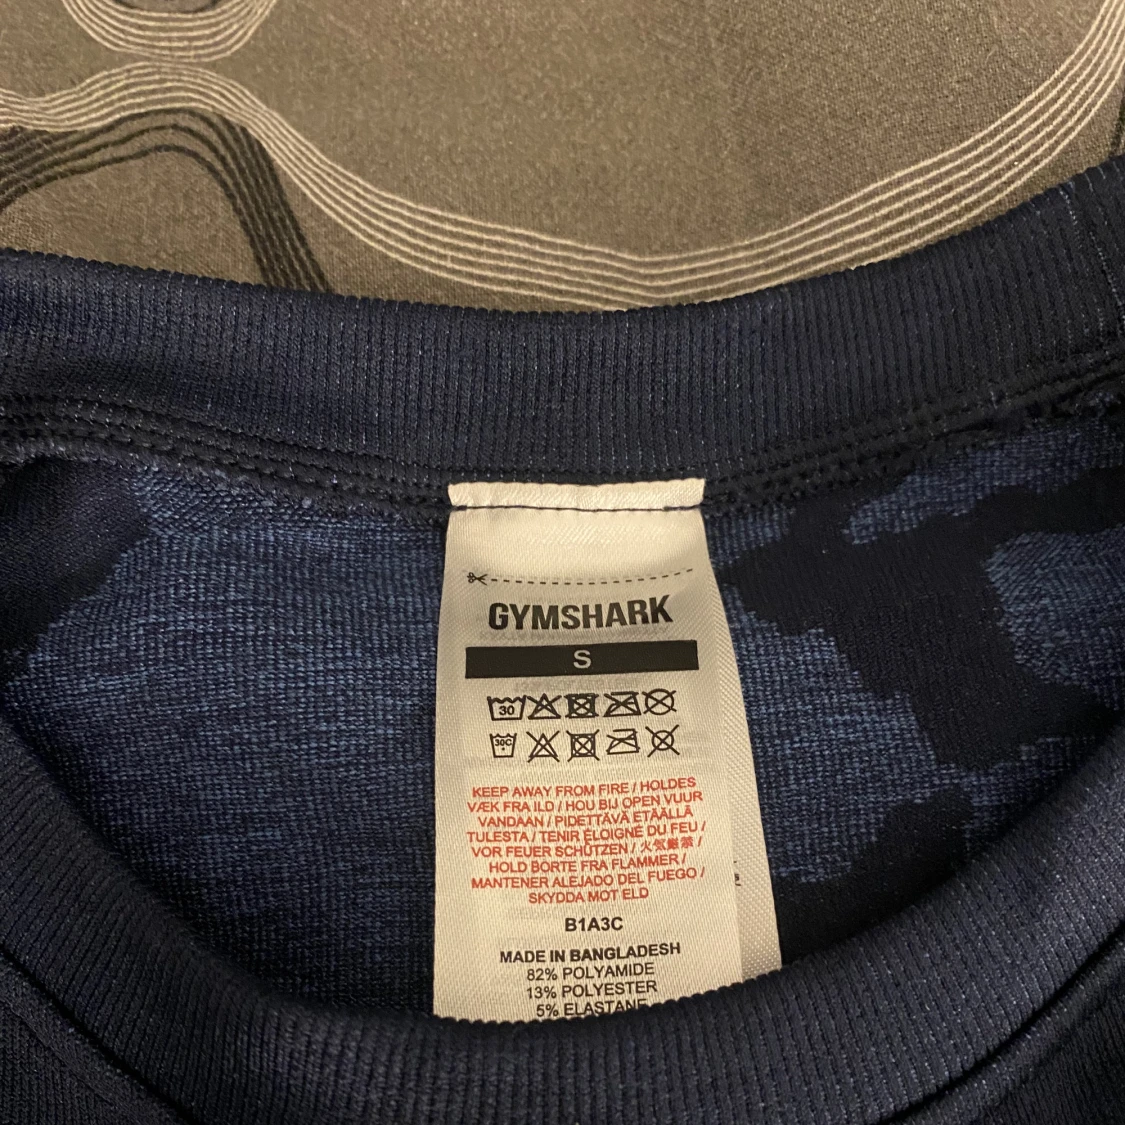 GYMSHARK
S
30
30C
KEEP AWAY FROM FIRE / HOLDES
VÆK FRA ILD / HOU BIJ OPEN VUUR
VANDAAN / PIDETTÄVÄ ETÄÄLLÄ
TULESTA / TENIR ÉLOIGNÉ DU FEU /
VOR FEUER SCHÜTZEN / 火気厳禁 /
HOLD BORTE FRA FLAMMER /
MANTENER ALEJADO DEL FUEGO /
SKYDDA MOT ELD
B1A3C
MADE IN BANGLADESH
82% POLYAMIDE
13% POLYESTER
5% ELASTANE